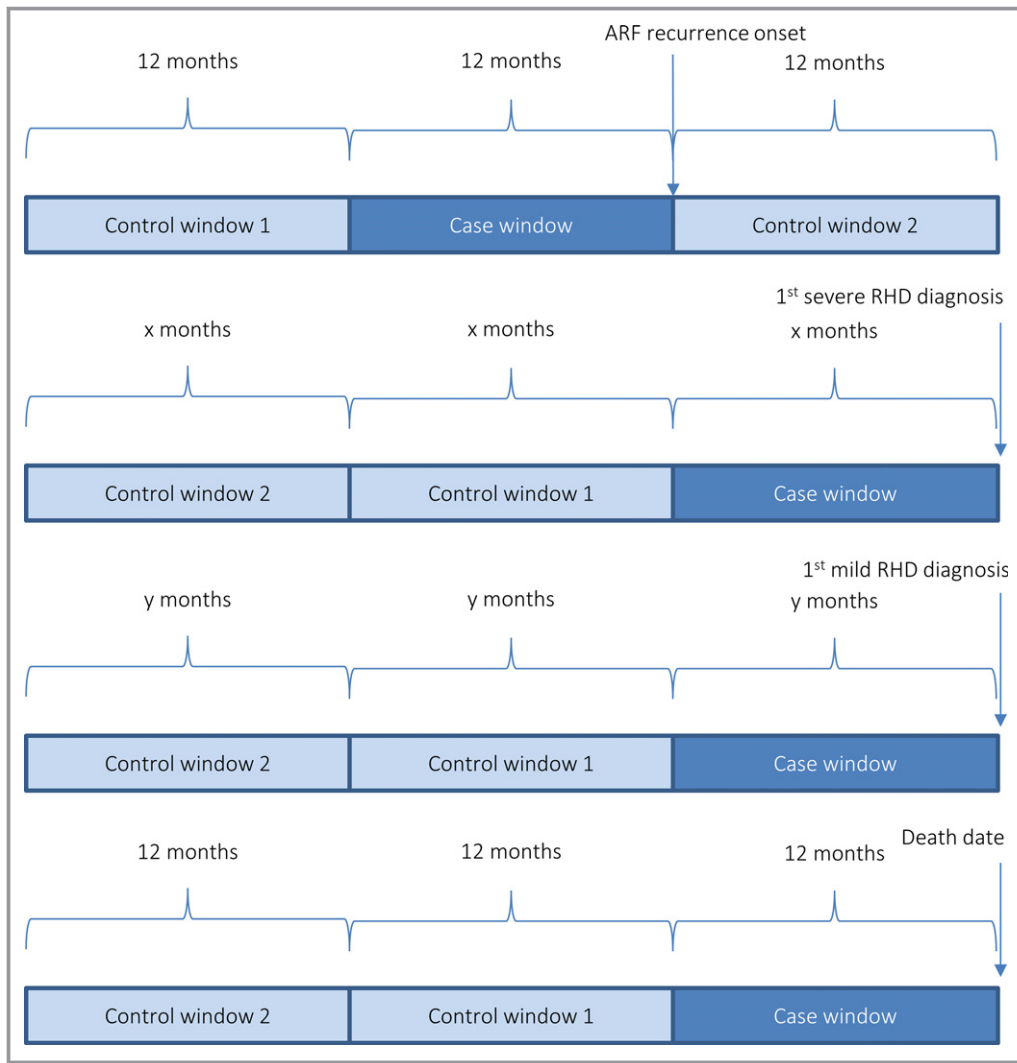 ARF recurrence onset
12 months
12 months
12 months
Control window 1
Case window
Control window 2
1st severe RHD diagnosis
x months
x months
x months
Control window 2
Control window 1
Case window
1st mild RHD diagnosis
y months
y months
y months
Control window 2
Control window 1
Case window
Death date
12 months
12 months
12 months
Control window 2
Control window 1
Case window